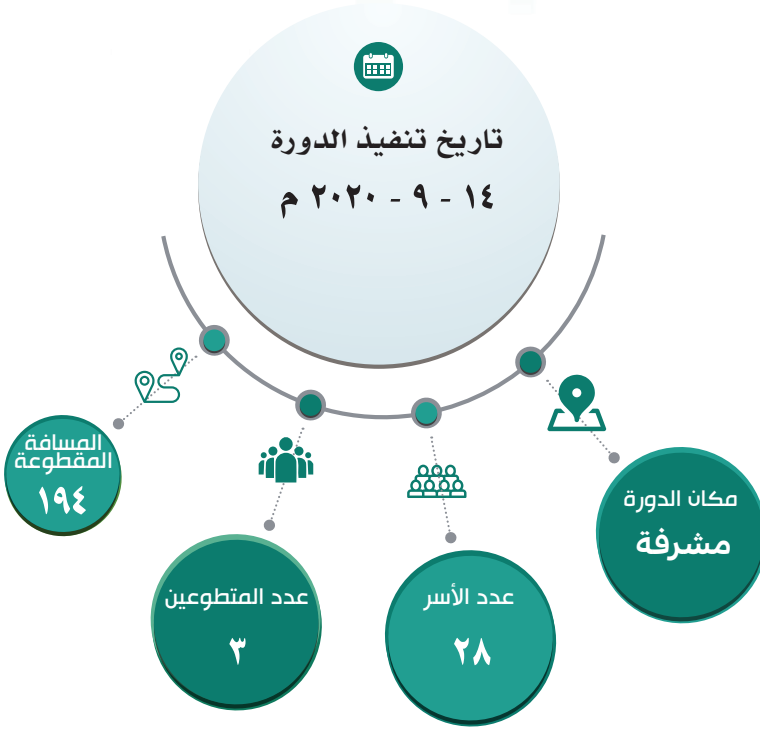 تاريخ تنفيذ الدورة
١٤ - ٩ - ٢٠٢٠ م
مكان الدورة
مشرفة
عدد الأسر
٢٨
عدد المتطوعين
٣
المسافة
المقطوعة
١٩٤